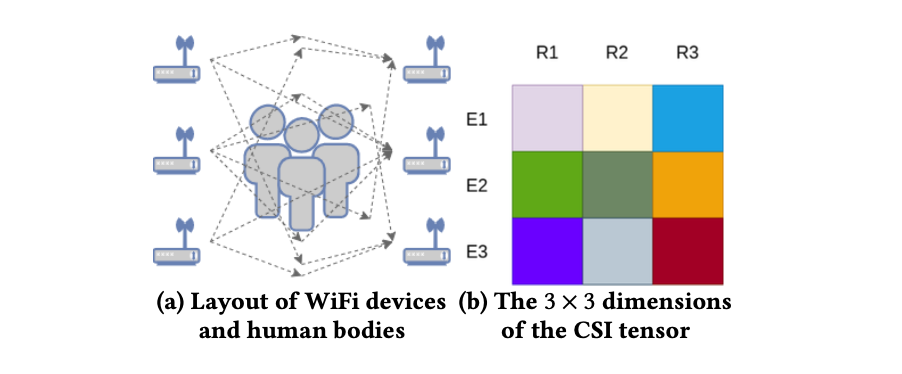 R1 R2 R3
E1
E2
E3
(a) Layout of WiFi devices
and human bodies
(b) The 3 × 3 dimensions
of the CSI tensor